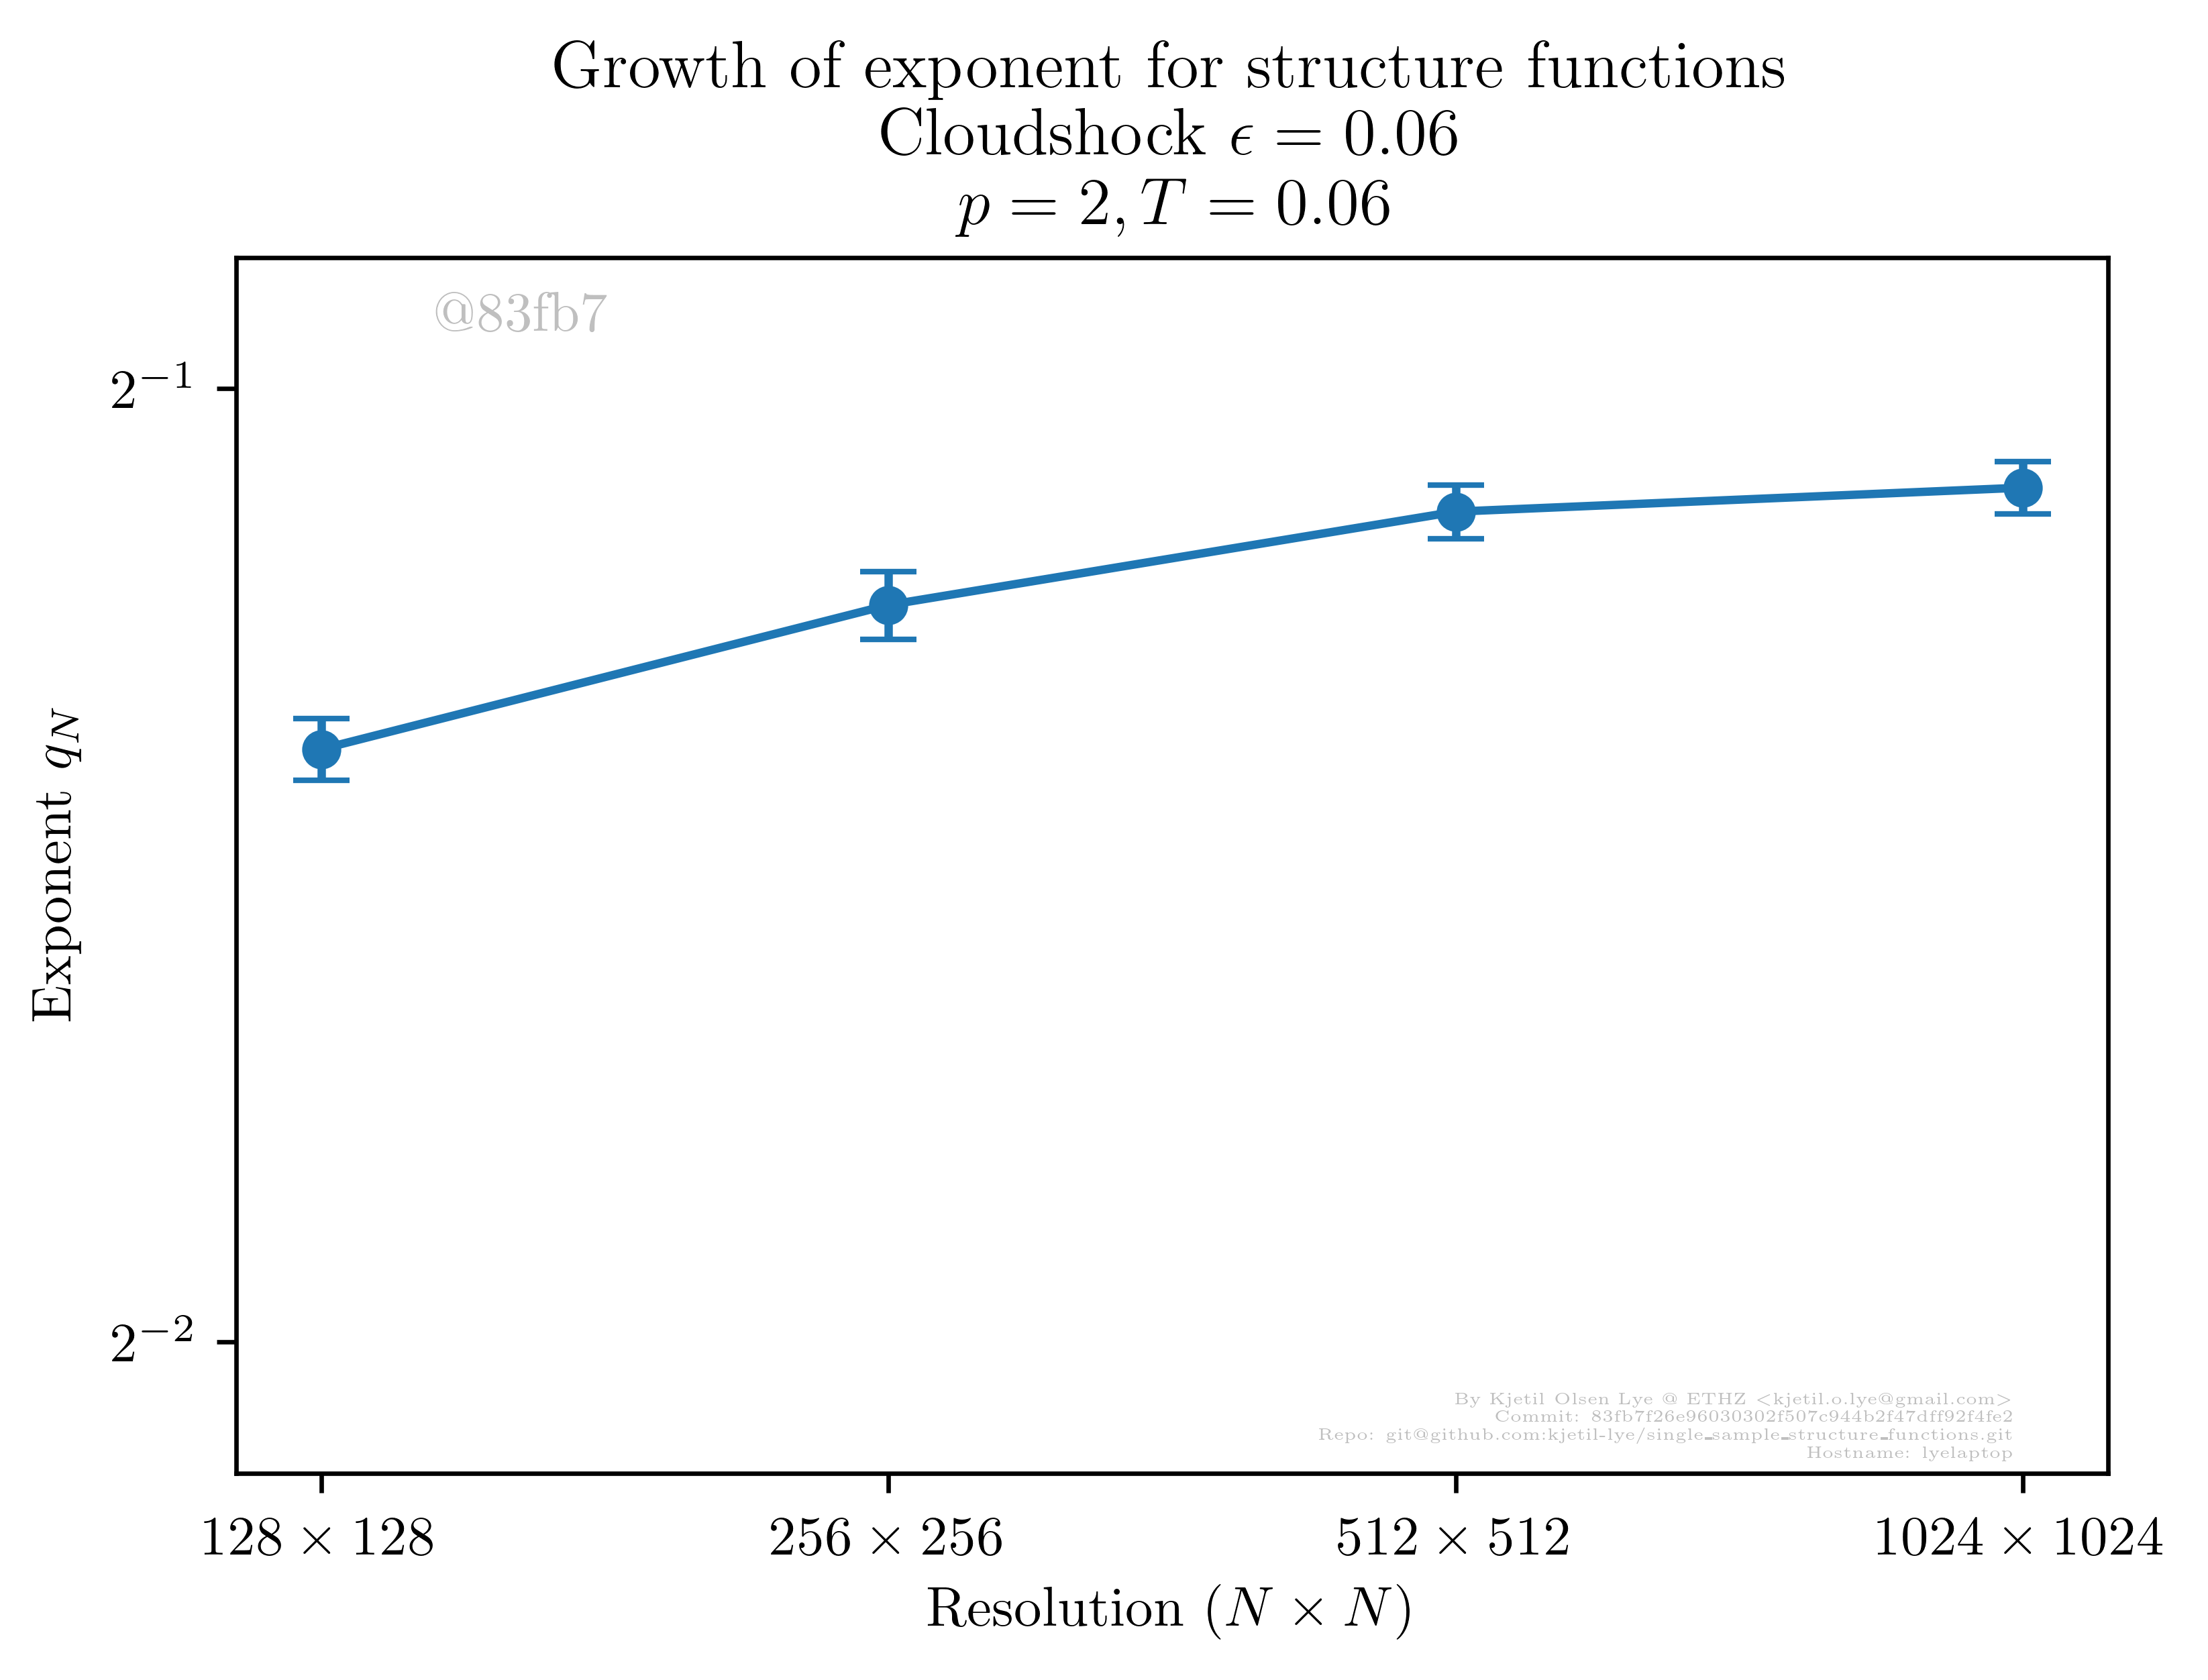 Growth of exponent for structure functions
Cloudshock ϵ = 0.06
p = 2, T = 0.06
@83fb7
2⁻¹
Exponent q_N
2⁻²
By Kjetil Olsen Lye @ ETHZ <kjetil.o.lye@gmail.com>
Commit: 83fb7f26e96030302f507c944b2f47dff92f4fe2
Repo: git@github.com:kjetil-lye/single_sample_structure_functions.git
Hostname: lyelaptop
128 × 128 256 × 256 512 × 512 1024 × 1024
Resolution (N × N)